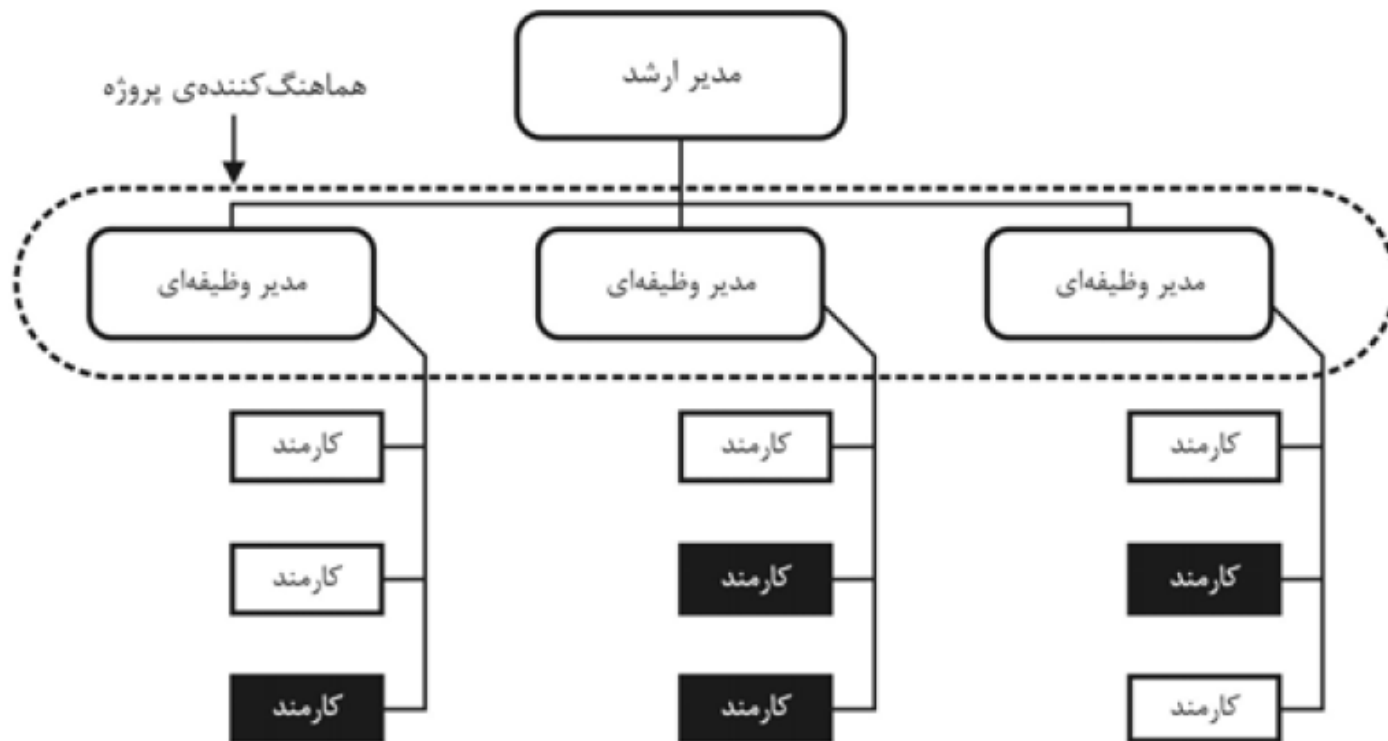 مدیر ارشد
هماهنگ‌کننده‌ی پروژه
مدیر وظیفه‌ای
مدیر وظیفه‌ای
مدیر وظیفه‌ای
کارمند
کارمند
کارمند
کارمند
کارمند
کارمند
کارمند
کارمند
کارمند